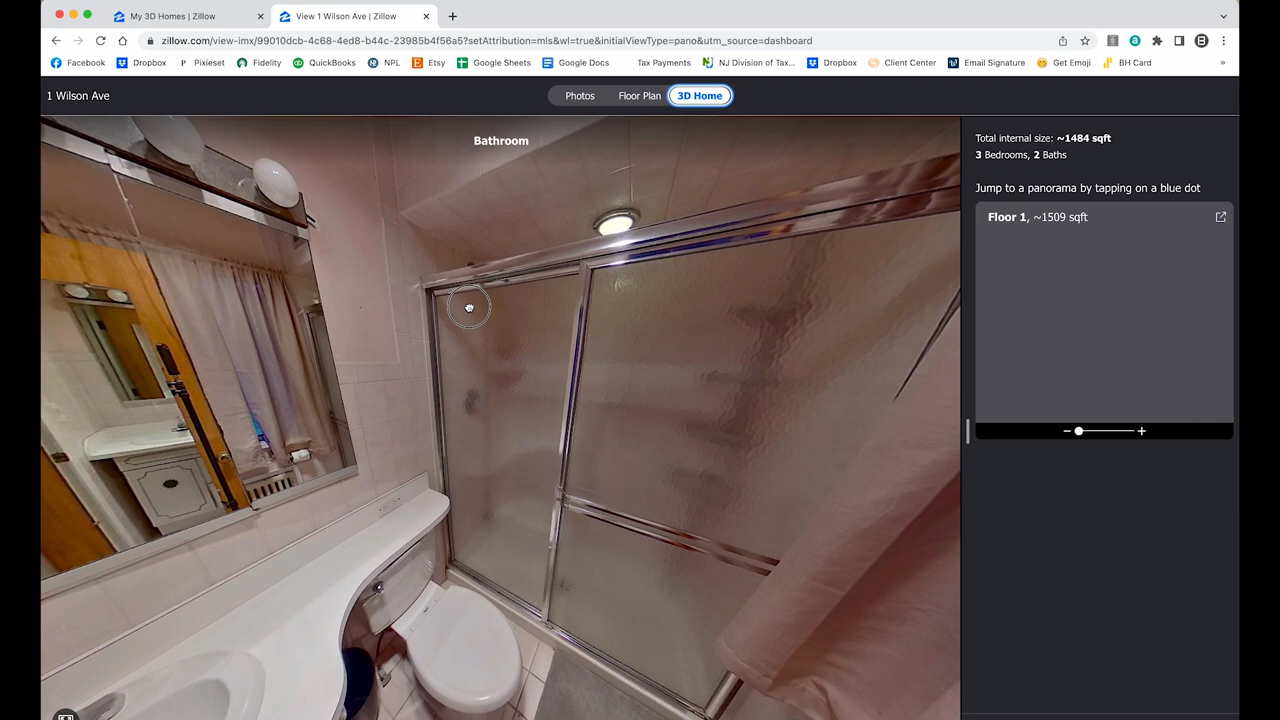 My 3D Homes | Zillow
View 1 Wilson Ave | Zillow
zillow.com/view-imx/99010dcb-4c68-4ed8-b44c-23985b4f56a5?setAttribution=mls&wl=true&initialViewType=pano&utm_source=dashboard
Facebook Dropbox Pixieset Fidelity QuickBooks NPL Etsy Google Sheets Google Docs Tax Payments NJ Division of Tax... Dropbox Client Center Email Signature Get Emoji BH Card »
1 Wilson Ave
Photos Floor Plan 3D Home
Bathroom
Total internal size: ~1484 sqft
3 Bedrooms, 2 Baths
Jump to a panorama by tapping on a blue dot
Floor 1, ~1509 sqft